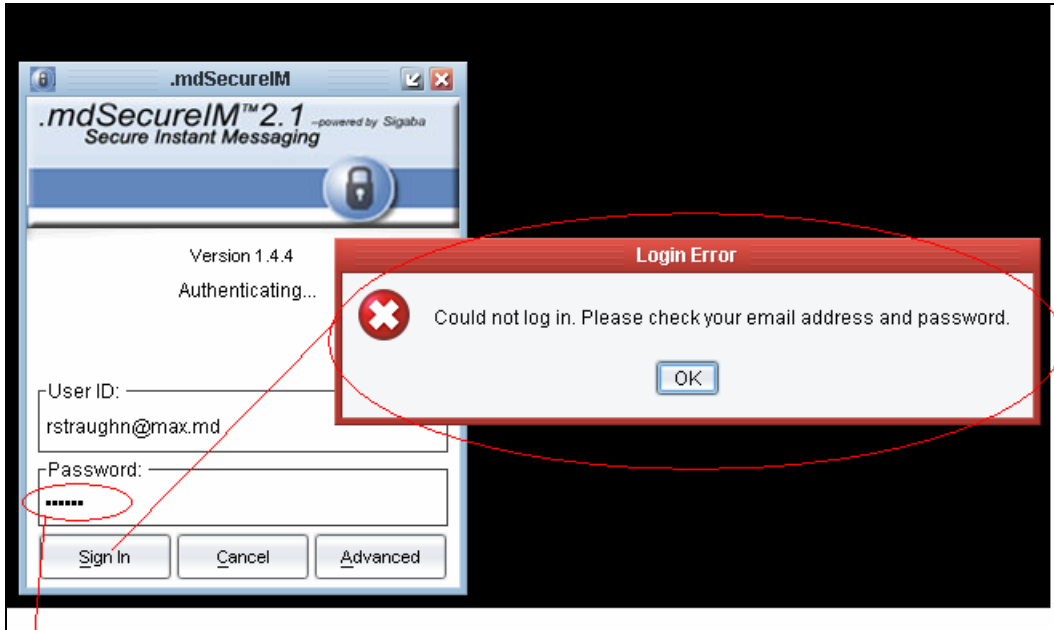 .mdSecureIM
.mdSecureIM™2.1 -powered by Sigaba
Secure Instant Messaging
Version 1.4.4
Authenticating...
Login Error
Could not log in. Please check your email address and password.
OK
User ID:
rstraughn@max.md
Password:
••••••
Sign In Cancel Advanced